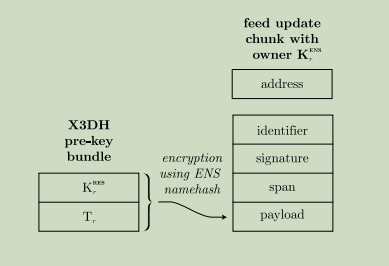 feed update
chunk with
owner K_r^ENS
address
identifier
signature
span
payload
X3DH
pre-key
bundle
K_r^RES
T_r
encryption
using ENS
namehash